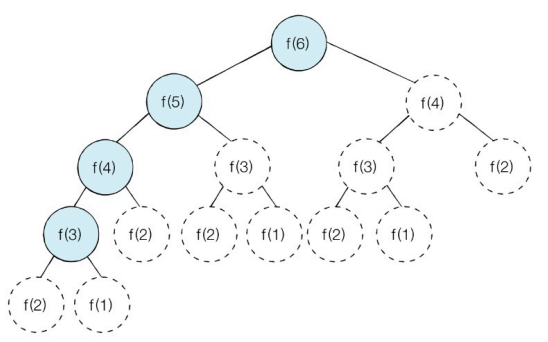 f(6)
f(5) f(4)
f(4) f(3) f(3) f(2)
f(3) f(2) f(2) f(1) f(2) f(1)
f(2) f(1)